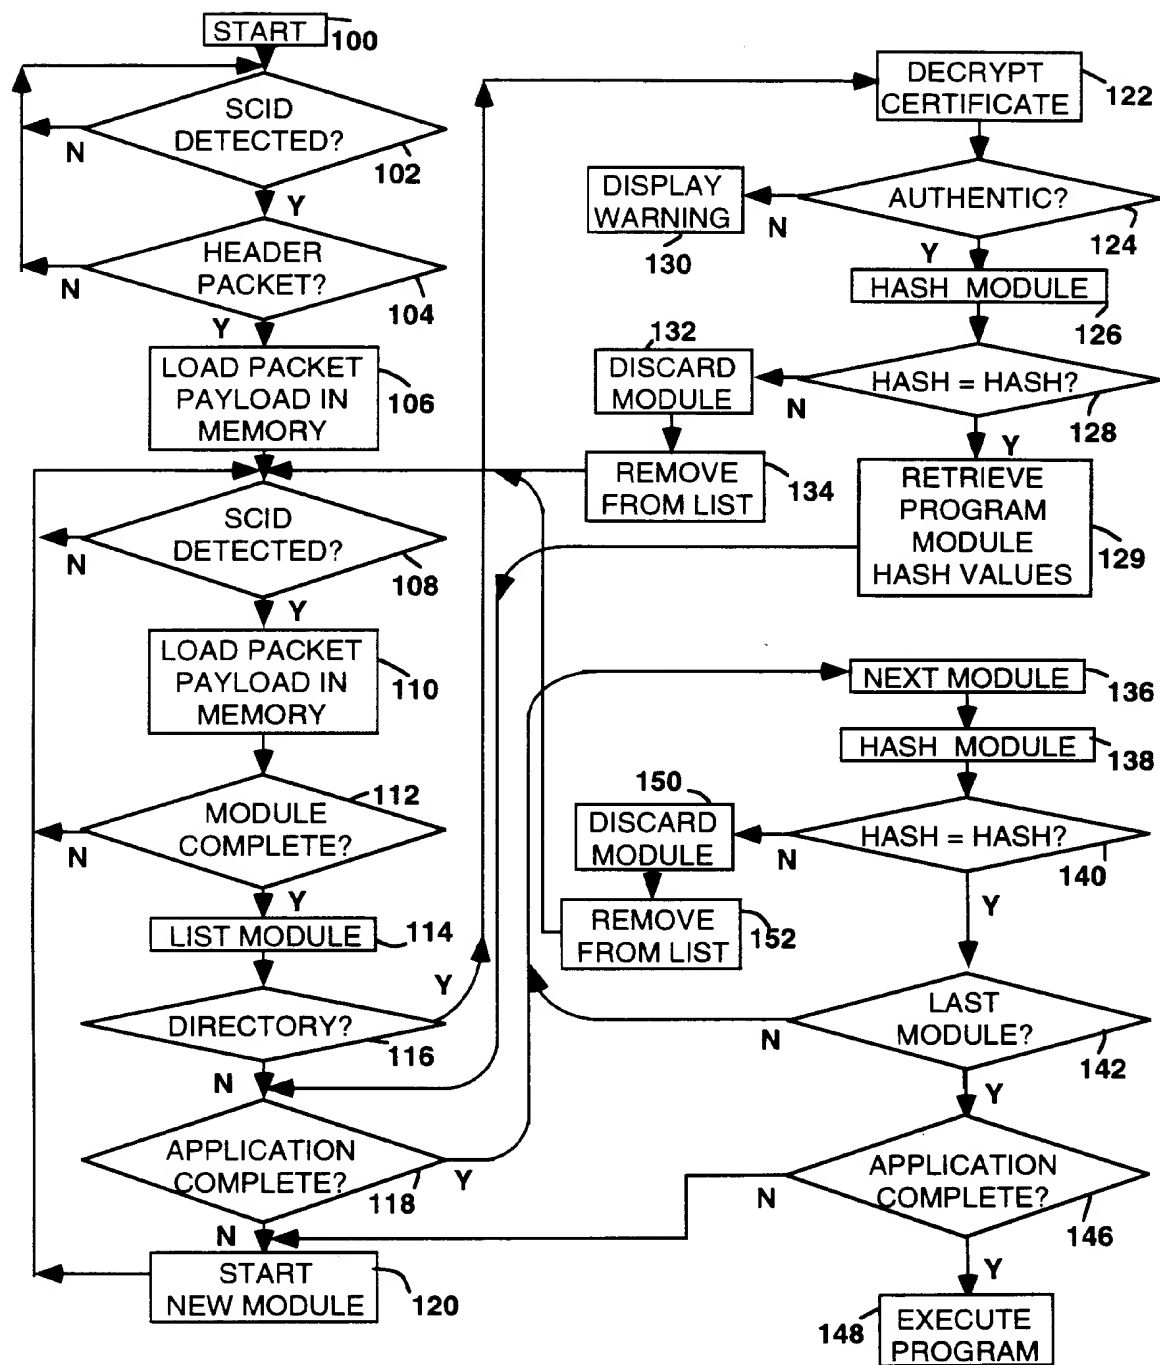 START
100
SCID
DETECTED?
102
N
Y
HEADER
PACKET?
104
N
Y
LOAD PACKET
PAYLOAD IN
MEMORY
106
SCID
DETECTED?
108
N
Y
LOAD PACKET
PAYLOAD IN
MEMORY
110
MODULE
COMPLETE?
112
N
Y
LIST MODULE
114
DIRECTORY?
116
Y
N
APPLICATION
COMPLETE?
118
Y
N
START
NEW MODULE
120
DECRYPT
CERTIFICATE
122
AUTHENTIC?
124
N
DISPLAY
WARNING
130
Y
HASH MODULE
126
HASH = HASH?
128
N
132
DISCARD
MODULE
REMOVE
FROM LIST
134
Y
RETRIEVE
PROGRAM
MODULE
HASH VALUES
129
NEXT MODULE
136
HASH MODULE
138
HASH = HASH?
140
N
150
DISCARD
MODULE
REMOVE
FROM LIST
152
Y
LAST
MODULE?
142
N
Y
APPLICATION
COMPLETE?
146
N
Y
EXECUTE
PROGRAM
148